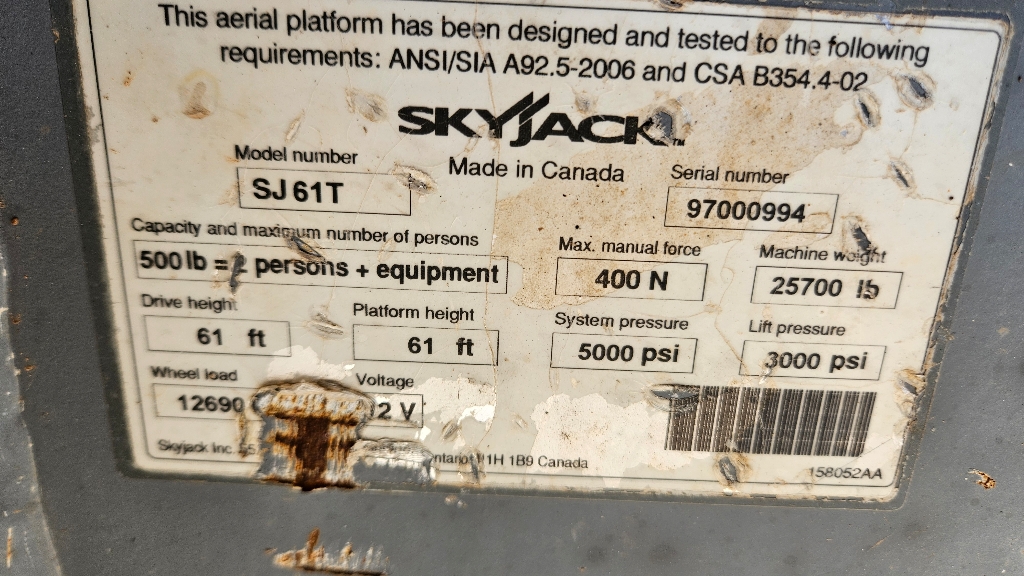 This aerial platform has been designed and tested to the following
requirements: ANSI/SIA A92.5-2006 and CSA B354.4-02
SKYJACK
Made in Canada
Model number
SJ 61T
Serial number
97000994
Capacity and maximum number of persons
500 lb = 2 persons + equipment
Max. manual force
400 N
Machine weight
25700 lb
Drive height
61 ft
Platform height
61 ft
System pressure
5000 psi
Lift pressure
3000 psi
Wheel load
12690
Voltage
2 V
Skyjack Inc. 1H 1B9 Canada
158052AA